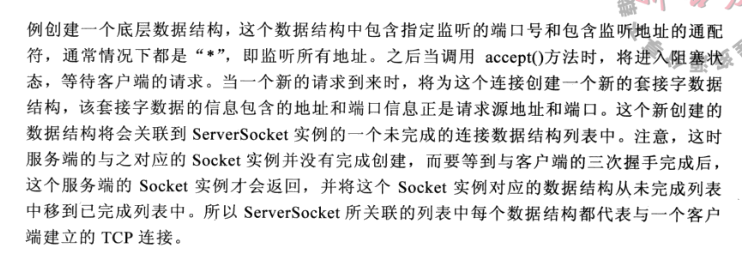 例创建一个底层数据结构，这个数据结构中包含指定监听的端口号和包含监听地址的通配
符，通常情况下都是“*”，即监听所有地址。之后当调用 accept()方法时，将进入阻塞状
态，等待客户端的请求。当一个新的请求到来时，将为这个连接创建一个新的套接字数据
结构，该套接字数据的信息包含的地址和端口信息正是请求源地址和端口。这个新创建的
数据结构将会关联到 ServerSocket 实例的一个未完成的连接数据结构列表中。注意，这时
服务端的与之对应的 Socket 实例并没有完成创建，而要等到与客户端的三次握手完成后，
这个服务端的 Socket 实例才会返回，并将这个 Socket 实例对应的数据结构从未完成列表
中移到已完成列表中。所以 ServerSocket 所关联的列表中每个数据结构都代表与一个客户
端建立的 TCP 连接。